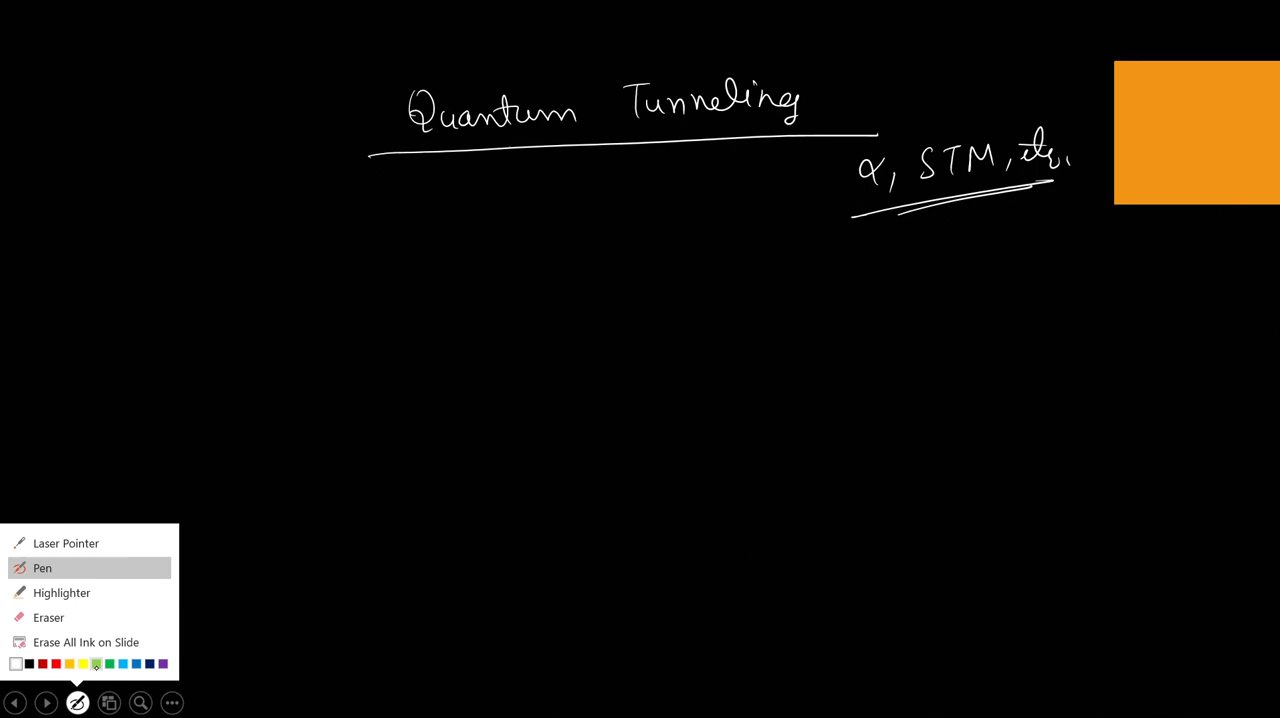 Quantum Tunneling
α, STM, etc.
Laser Pointer
Pen
Highlighter
Eraser
Erase All Ink on Slide